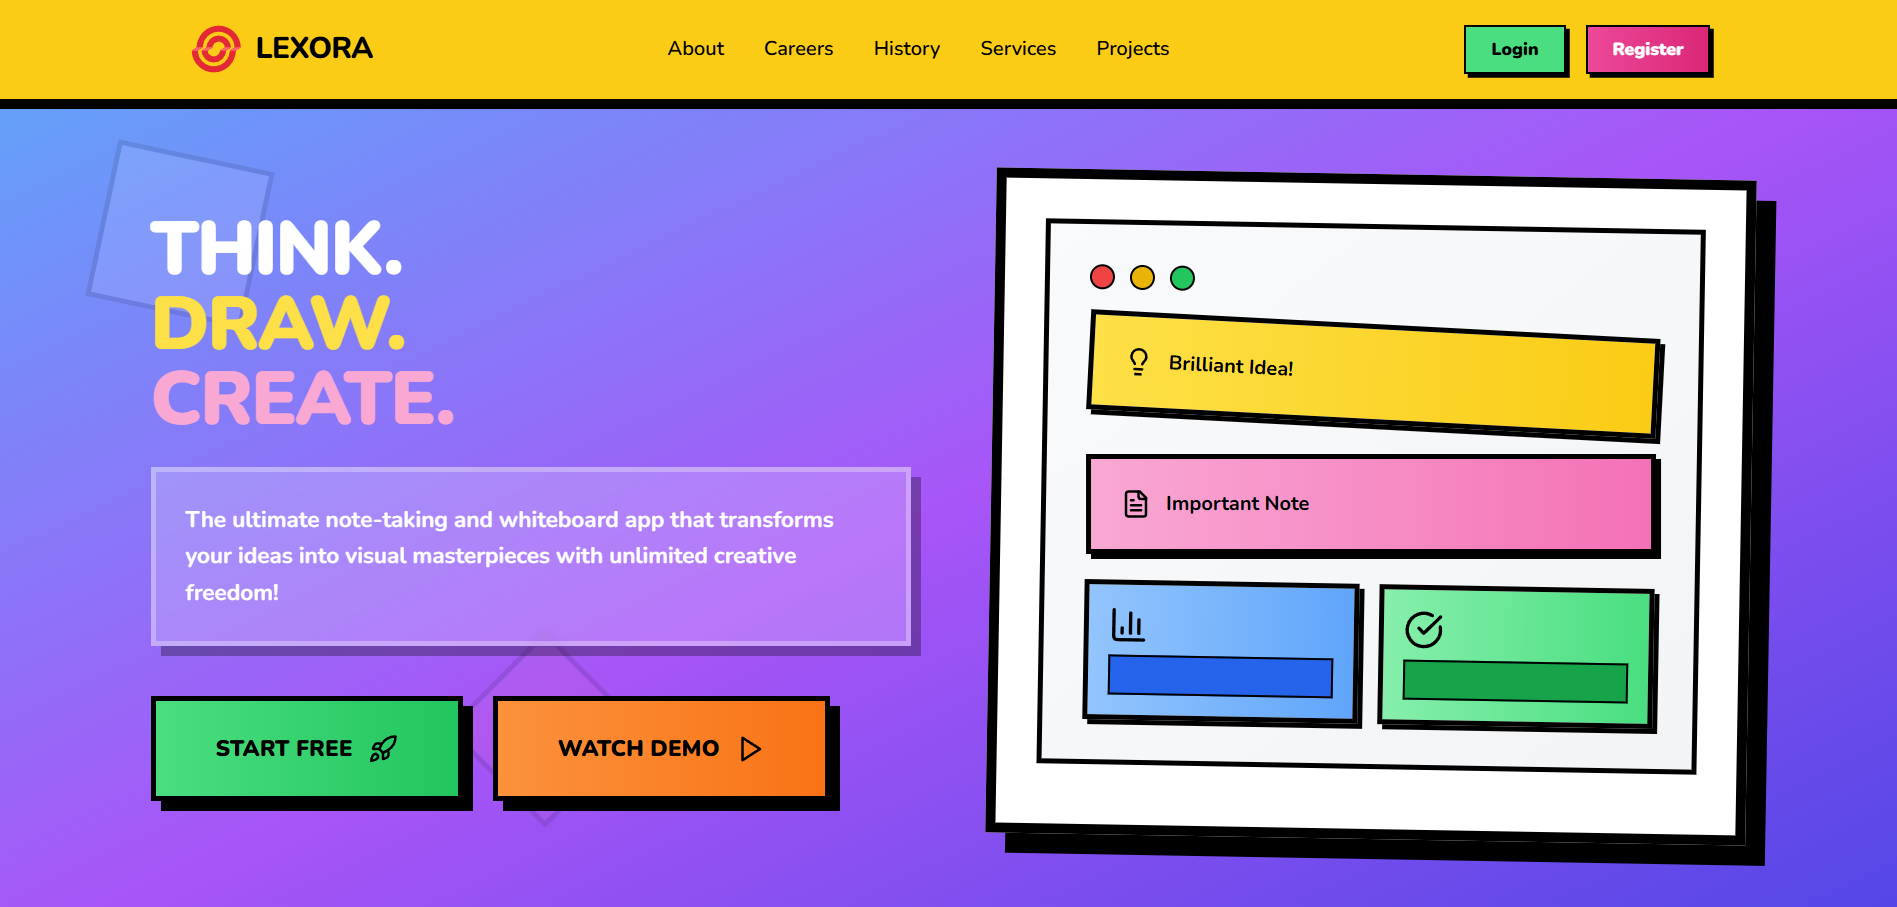 LEXORA
About
Careers
History
Services
Projects
Login
Register
THINK.
DRAW.
CREATE.
The ultimate note-taking and whiteboard app that transforms
your ideas into visual masterpieces with unlimited creative
freedom!
START FREE
WATCH DEMO
Brilliant Idea!
Important Note